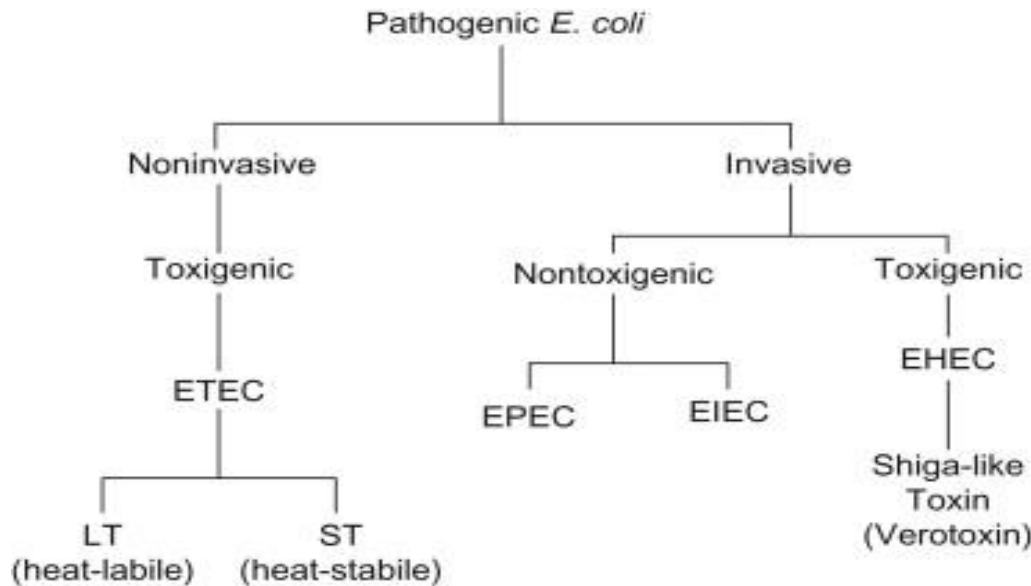 Pathogenic E. coli
Noninvasive
Invasive
Toxigenic
Nontoxigenic
Toxigenic
ETEC
EPEC
EIEC
EHEC
LT
(heat-labile)
ST
(heat-stabile)
Shiga-like
Toxin
(Verotoxin)